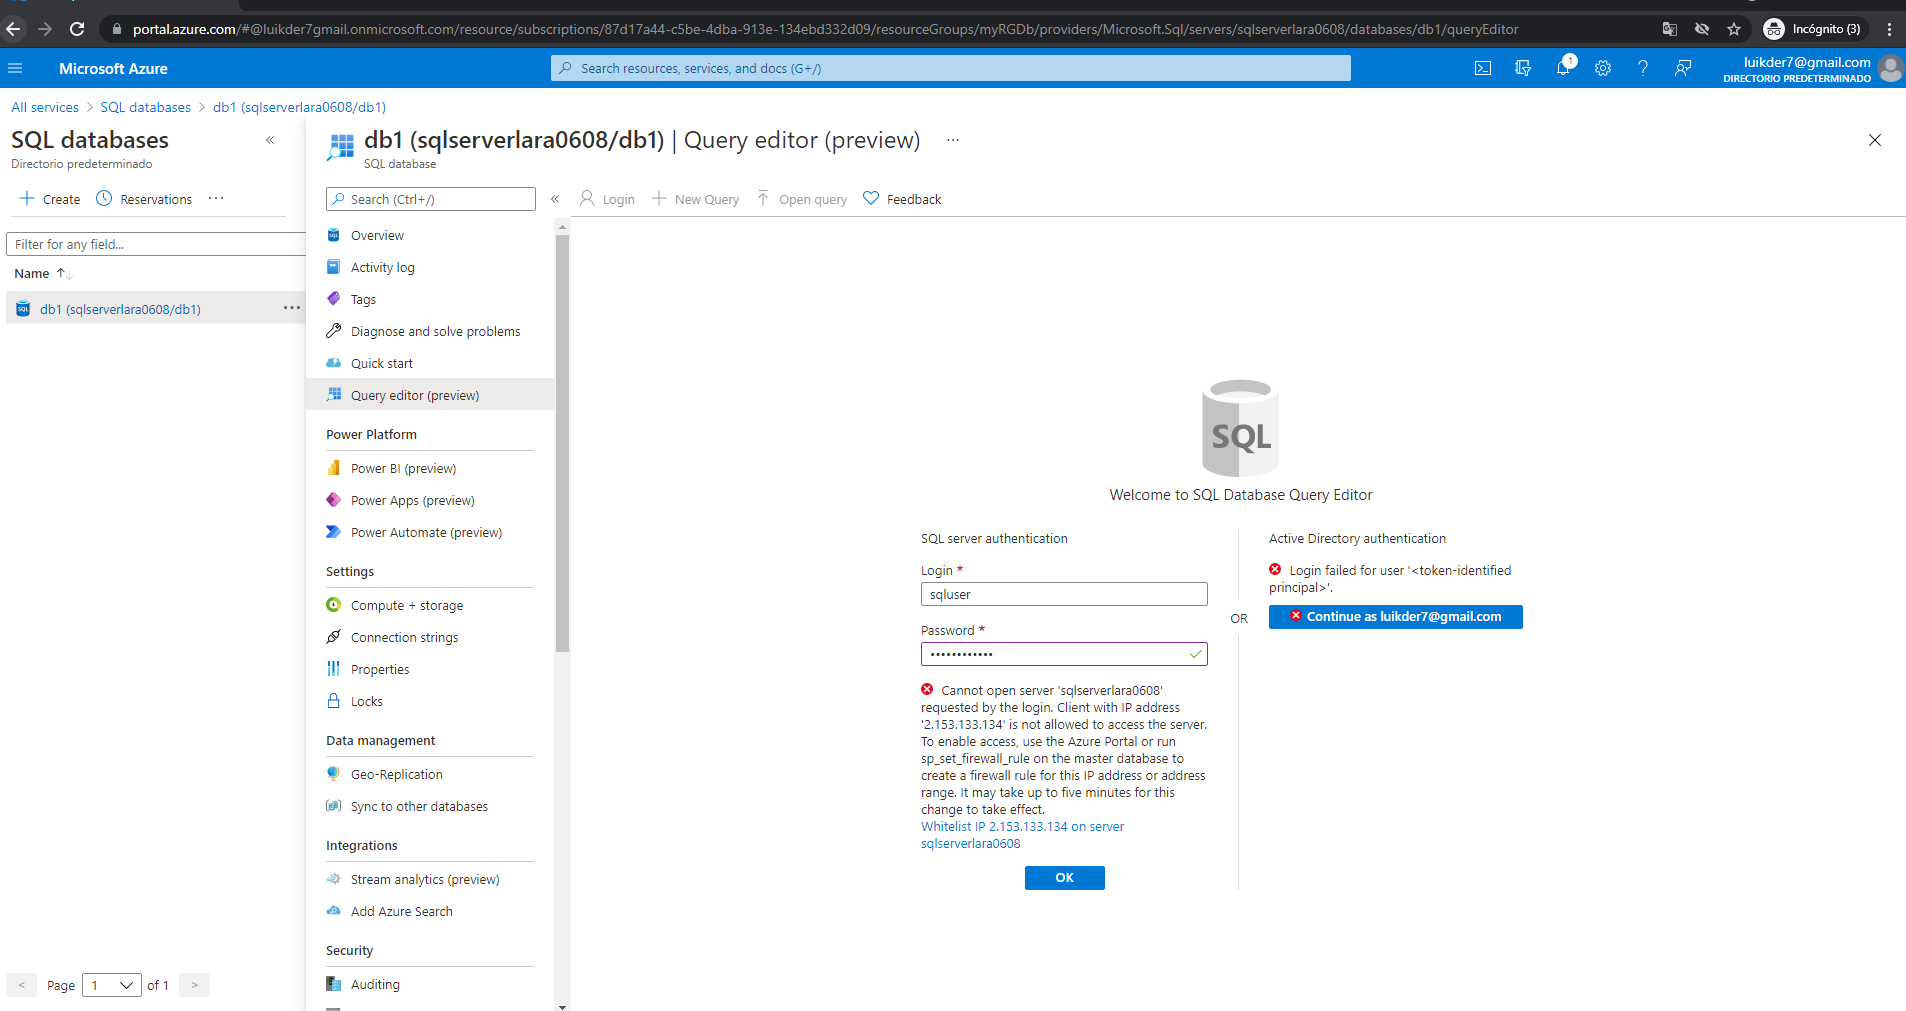 portal.azure.com/#@luikder7gmail.onmicrosoft.com/resource/subscriptions/87d17a44-c5be-4dba-913e-134ebd332d09/resourceGroups/myRGDb/providers/Microsoft.Sql/servers/sqlserverlara0608/databases/db1/queryEditor
Incógnito (3)
Microsoft Azure
Search resources, services, and docs (G+/)
1
luikder7@gmail.com
DIRECTORIO PREDETERMINADO
All services > SQL databases > db1 (sqlserverlara0608/db1)
SQL databases
Directorio predeterminado
Create
Reservations
Filter for any field...
Name
db1 (sqlserverlara0608/db1)
Page 1 of 1
db1 (sqlserverlara0608/db1) | Query editor (preview)
SQL database
Search (Ctrl+/)
Overview
Activity log
Tags
Diagnose and solve problems
Quick start
Query editor (preview)
Power Platform
Power BI (preview)
Power Apps (preview)
Power Automate (preview)
Settings
Compute + storage
Connection strings
Properties
Locks
Data management
Geo-Replication
Sync to other databases
Integrations
Stream analytics (preview)
Add Azure Search
Security
Auditing
Login
New Query
Open query
Feedback
SQL
Welcome to SQL Database Query Editor
SQL server authentication
Login *
sqluser
Password *
••••••••••••
Cannot open server 'sqlserverlara0608'
requested by the login. Client with IP address
'2.153.133.134' is not allowed to access the server.
To enable access, use the Azure Portal or run
sp_set_firewall_rule on the master database to
create a firewall rule for this IP address or address
range. It may take up to five minutes for this
change to take effect.
Whitelist IP 2.153.133.134 on server
sqlserverlara0608
OK
OR
Active Directory authentication
Login failed for user '<token-identified
principal>'.
Continue as luikder7@gmail.com